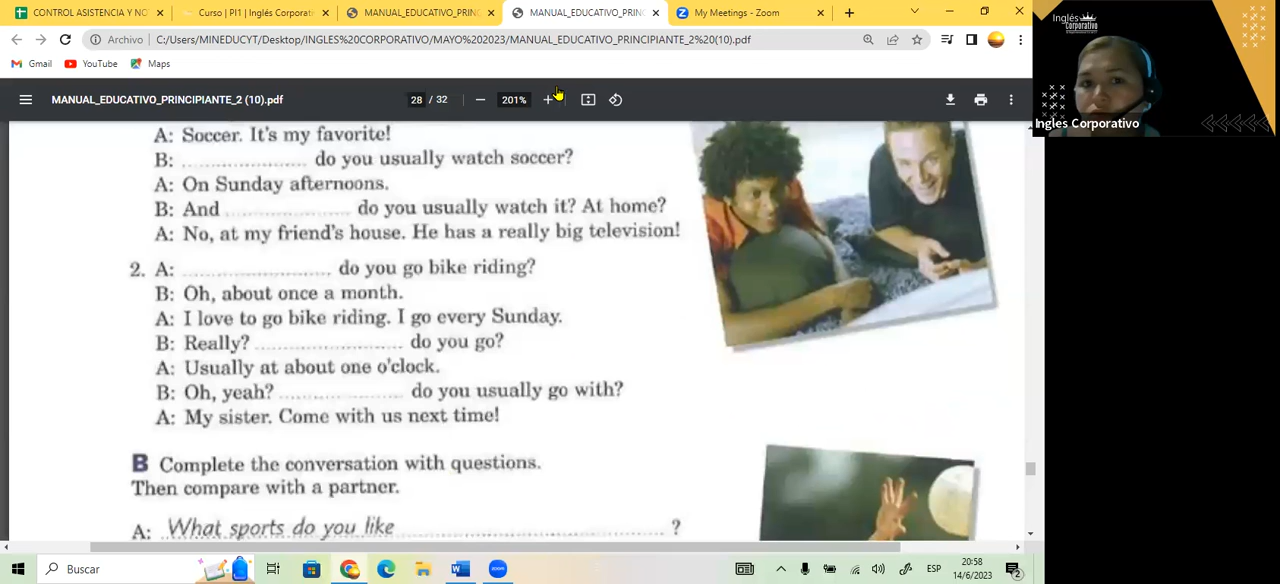 CONTROL ASISTENCIA Y NO
Curso | PI1 | Inglés Corporati
MANUAL_EDUCATIVO_PRINC
MANUAL_EDUCATIVO_PRINC
My Meetings - Zoom
Archivo
C:/Users/MINEDUCYT/Desktop/INGLES%20CORPORATIVO/MAYO%202023/MANUAL_EDUCATIVO_PRINCIPIANTE_2%20(10).pdf
Gmail
YouTube
Maps
MANUAL_EDUCATIVO_PRINCIPIANTE_2 (10).pdf
28 / 32
201%
A: Soccer. It's my favorite!
B: .................... do you usually watch soccer?
A: On Sunday afternoons.
B: And .................... do you usually watch it? At home?
A: No, at my friend's house. He has a really big television!
2. A: .................... do you go bike riding?
B: Oh, about once a month.
A: I love to go bike riding. I go every Sunday.
B: Really? .................... do you go?
A: Usually at about one o'clock.
B: Oh, yeah? .................... do you usually go with?
A: My sister. Come with us next time!
B Complete the conversation with questions.
Then compare with a partner.
A: What sports do you like ....................?
Inglés
Corporativo
Ingles Corporativo
Buscar
ESP
20:58
14/6/2023
2